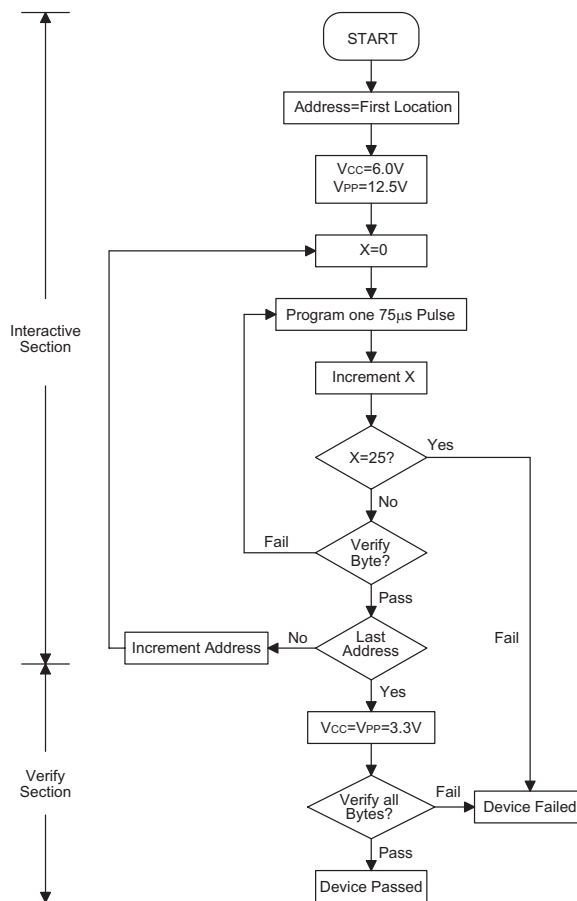 START
Address=First Location
VCC=6.0V
VPP=12.5V
X=0
Program one 75μs Pulse
Interactive
Section
Increment X
X=25?
Yes
No
Verify
Byte?
Fail
Pass
Last
Address
No
Increment Address
Fail
Yes
VCC=VPP=3.3V
Verify
Section
Verify all
Bytes?
Fail
Device Failed
Pass
Device Passed